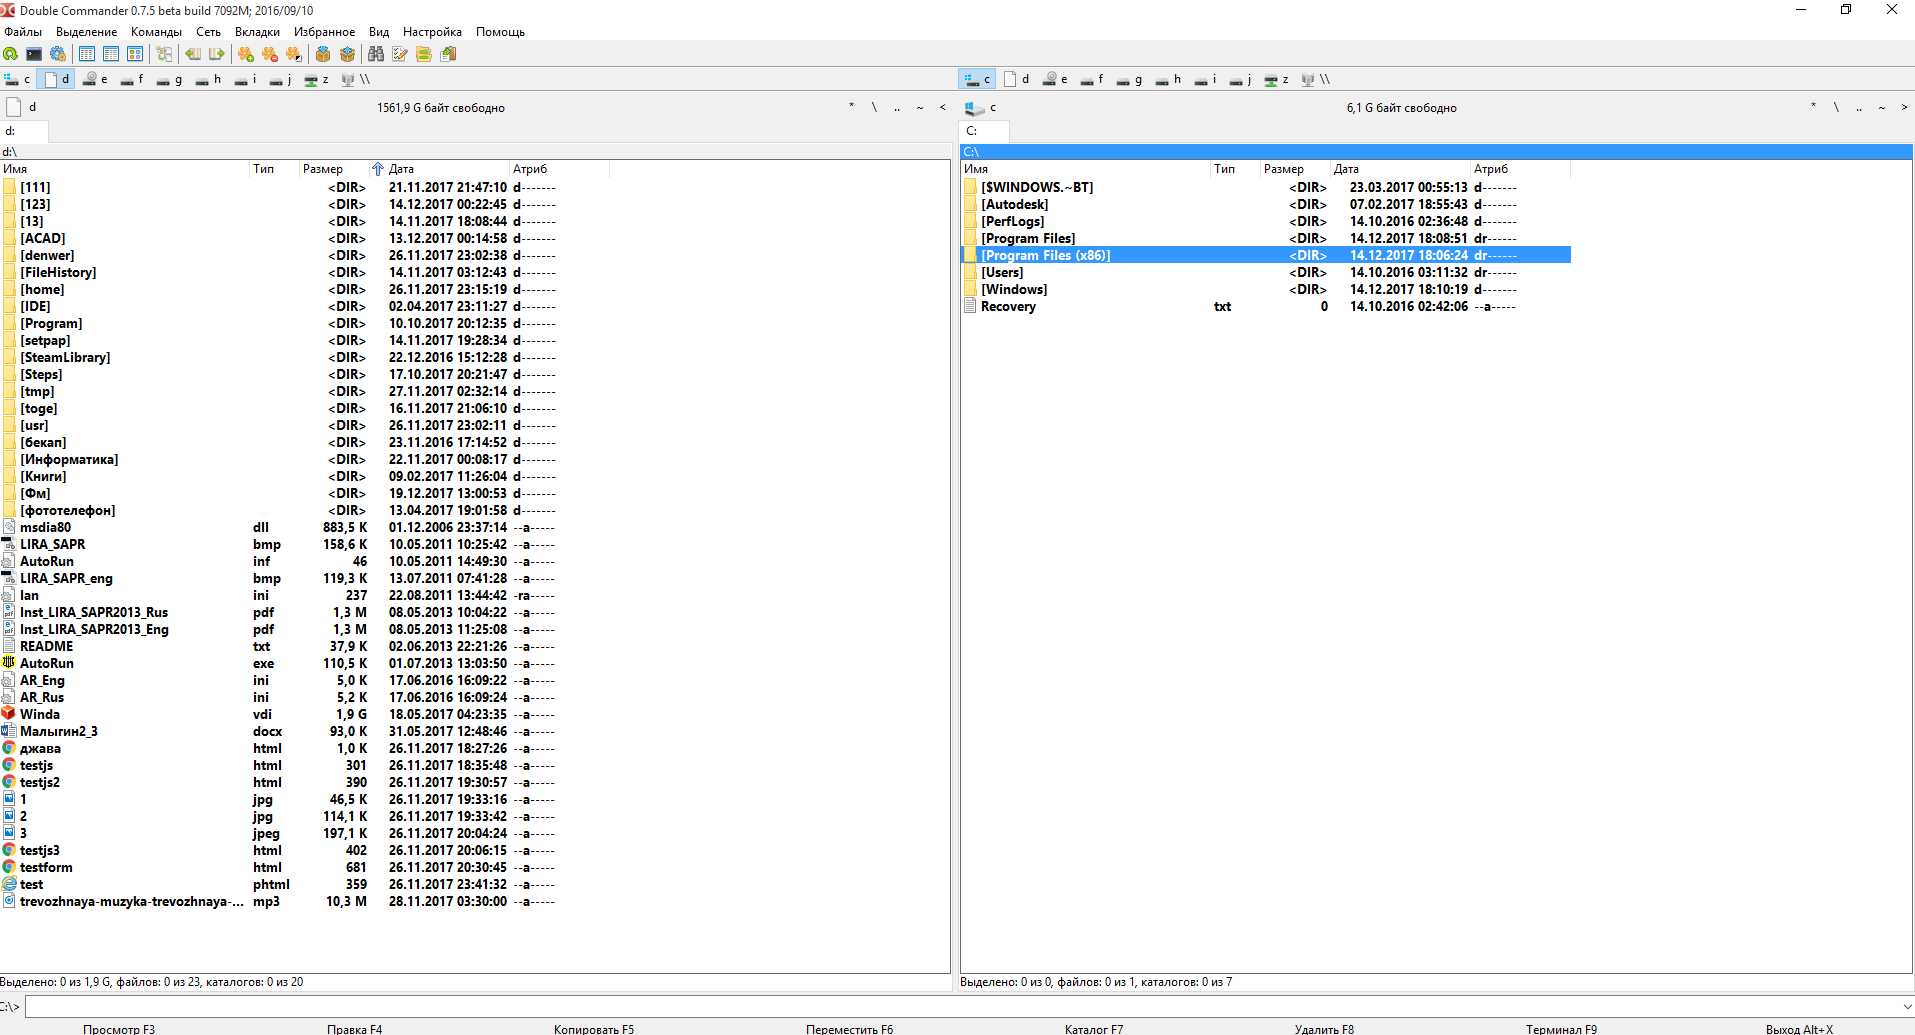 Double Commander 0.7.5 beta build 7092M; 2016/09/10
Файлы Выделение Команды Сеть Вкладки Избранное Вид Настройка Помощь
c d e f g h i j z \\ c d e f g h i j z \\
d 1561,9 G байт свободно * \ .. ~ < c 6,1 G байт свободно * \ .. ~ >
d: C:
d:\ C:\
Имя Тип Размер Дата Атриб Имя Тип Размер Дата Атриб
[111] <DIR> 21.11.2017 21:47:10 d------- [$WINDOWS.~BT] <DIR> 23.03.2017 00:55:13 d-------
[123] <DIR> 14.12.2017 00:22:45 d------- [Autodesk] <DIR> 07.02.2017 18:55:43 d-------
[13] <DIR> 14.11.2017 18:08:44 d------- [PerfLogs] <DIR> 14.10.2016 02:36:48 d-------
[ACAD] <DIR> 13.12.2017 00:14:58 d------- [Program Files] <DIR> 14.12.2017 18:08:51 dr------
[denwer] <DIR> 26.11.2017 23:02:38 d------- [Program Files (x86)] <DIR> 14.12.2017 18:06:24 dr------
[FileHistory] <DIR> 14.11.2017 03:12:43 d------- [Users] <DIR> 14.10.2016 03:11:32 dr------
[home] <DIR> 26.11.2017 23:15:19 d------- [Windows] <DIR> 14.12.2017 18:10:19 d-------
[IDE] <DIR> 02.04.2017 23:11:27 d------- Recovery txt 0 14.10.2016 02:42:06 --a-----
[Program] <DIR> 10.10.2017 20:12:35 d-------
[setpap] <DIR> 14.11.2017 19:28:34 d-------
[SteamLibrary] <DIR> 22.12.2016 15:12:28 d-------
[Steps] <DIR> 17.10.2017 20:21:47 d-------
[tmp] <DIR> 27.11.2017 02:32:14 d-------
[toge] <DIR> 16.11.2017 21:06:10 d-------
[usr] <DIR> 26.11.2017 23:02:11 d-------
[бекап] <DIR> 23.11.2016 17:14:52 d-------
[Информатика] <DIR> 22.11.2017 00:08:17 d-------
[Книги] <DIR> 09.02.2017 11:26:04 d-------
[Фм] <DIR> 19.12.2017 13:00:53 d-------
[фототелефон] <DIR> 13.04.2017 19:01:58 d-------
msdia80 dll 883,5 K 01.12.2006 23:37:14 --a-----
LIRA_SAPR bmp 158,6 K 10.05.2011 10:25:42 --a-----
AutoRun inf 46 10.05.2011 14:49:30 --a-----
LIRA_SAPR_eng bmp 119,3 K 13.07.2011 07:41:28 --a-----
lan ini 237 22.08.2011 13:44:42 -ra-----
Inst_LIRA_SAPR2013_Rus pdf 1,3 M 08.05.2013 10:04:22 --a-----
Inst_LIRA_SAPR2013_Eng pdf 1,3 M 08.05.2013 11:25:08 --a-----
README txt 37,9 K 02.06.2013 22:21:26 --a-----
AutoRun exe 110,5 K 01.07.2013 13:03:50 --a-----
AR_Eng ini 5,0 K 17.06.2016 16:09:22 --a-----
AR_Rus ini 5,2 K 17.06.2016 16:09:24 --a-----
Winda vdi 1,9 G 18.05.2017 04:23:35 --a-----
Малыгин2_3 docx 93,0 K 31.05.2017 12:48:46 --a-----
джава html 1,0 K 26.11.2017 18:27:26 --a-----
testjs html 301 26.11.2017 18:35:48 --a-----
testjs2 html 390 26.11.2017 19:30:57 --a-----
1 jpg 46,5 K 26.11.2017 19:33:16 --a-----
2 jpg 114,1 K 26.11.2017 19:33:42 --a-----
3 jpeg 197,1 K 26.11.2017 20:04:24 --a-----
testjs3 html 402 26.11.2017 20:06:15 --a-----
testform html 681 26.11.2017 20:30:45 --a-----
test phtml 359 26.11.2017 23:41:32 --a-----
trevozhnaya-muzyka-trevozhnaya-... mp3 10,3 M 28.11.2017 03:30:00 --a-----
Выделено: 0 из 1,9 G, файлов: 0 из 23, каталогов: 0 из 20 Выделено: 0 из 0, файлов: 0 из 1, каталогов: 0 из 7
C:\>
Просмотр F3 Правка F4 Копировать F5 Переместить F6 Каталог F7 Удалить F8 Терминал F9 Выход Alt+X